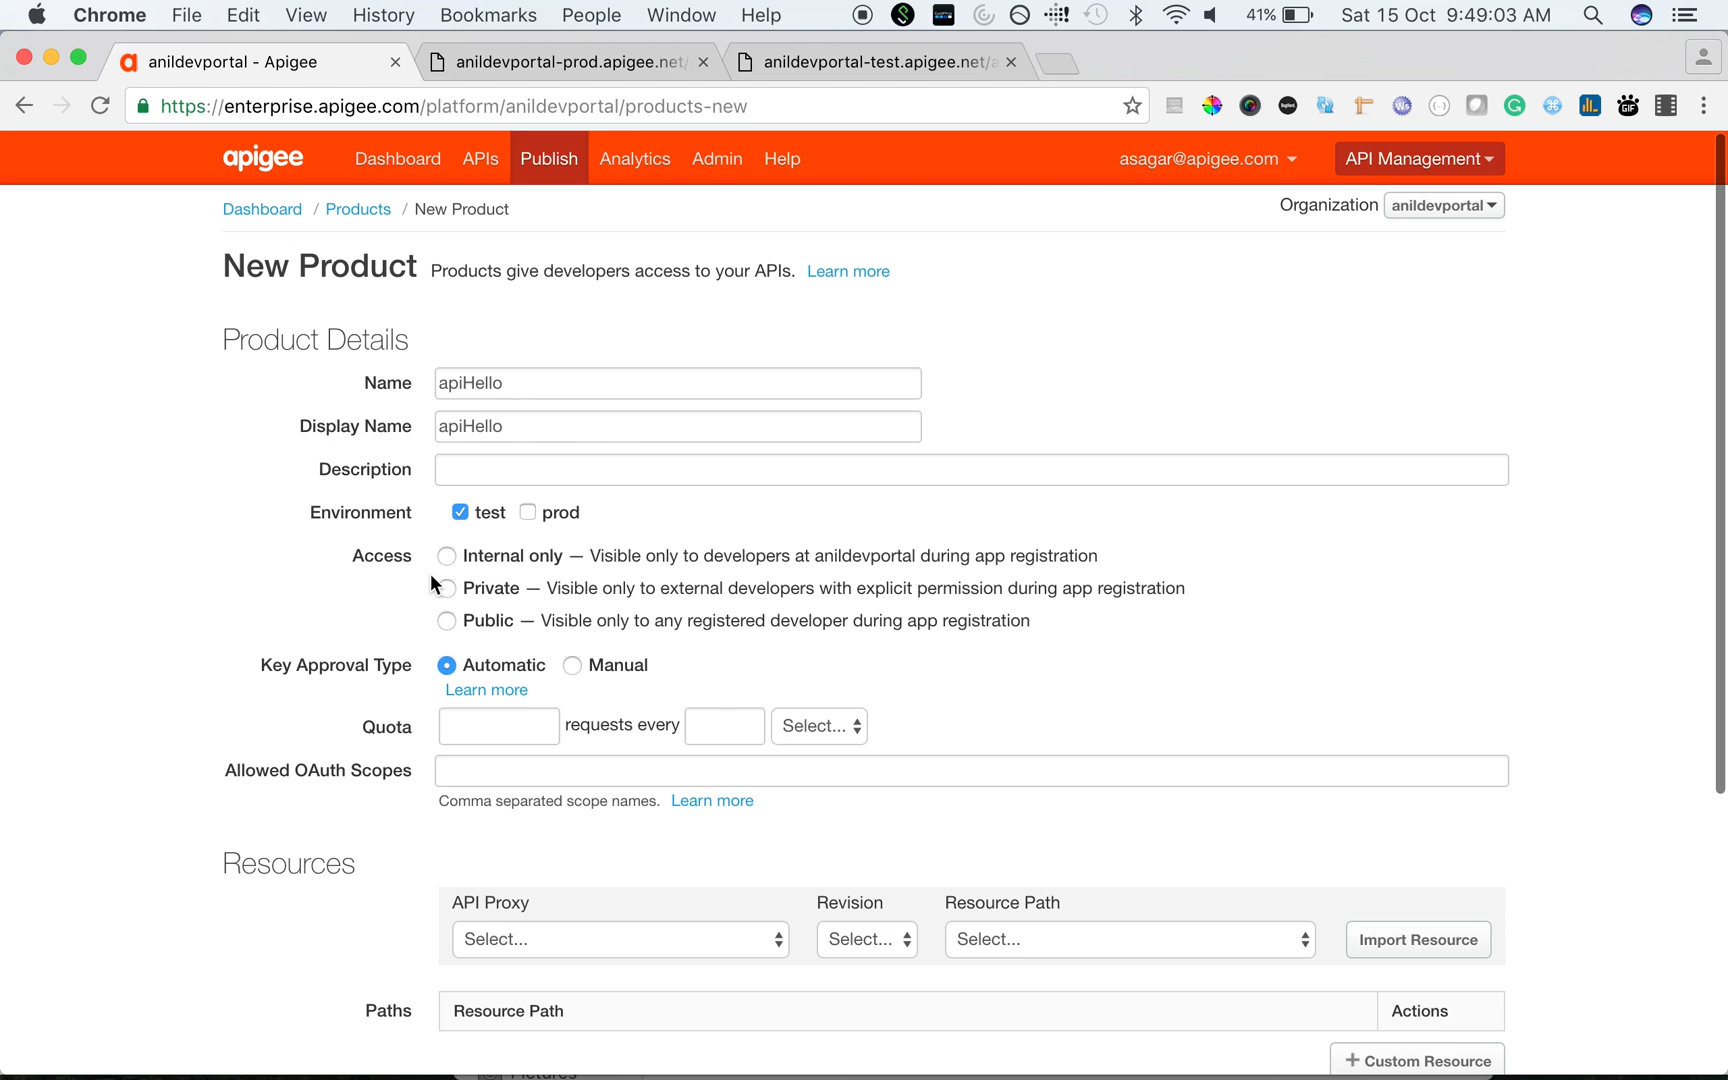 Chrome File Edit View History Bookmarks People Window Help 41% Sat 15 Oct 9:49:03 AM
anildevportal - Apigee anildevportal-prod.apigee.net/ anildevportal-test.apigee.net/a
https://enterprise.apigee.com/platform/anildevportal/products-new
apigee Dashboard APIs Publish Analytics Admin Help asagar@apigee.com API Management
Dashboard / Products / New Product Organization anildevportal
New Product Products give developers access to your APIs. Learn more
Product Details
Name apiHello
Display Name apiHello
Description
Environment test prod
Access Internal only — Visible only to developers at anildevportal during app registration
Private — Visible only to external developers with explicit permission during app registration
Public — Visible only to any registered developer during app registration
Key Approval Type Automatic Manual
Learn more
Quota requests every Select...
Allowed OAuth Scopes
Comma separated scope names. Learn more
Resources
API Proxy Revision Resource Path
Select... Select... Select... Import Resource
Paths Resource Path Actions
+ Custom Resource